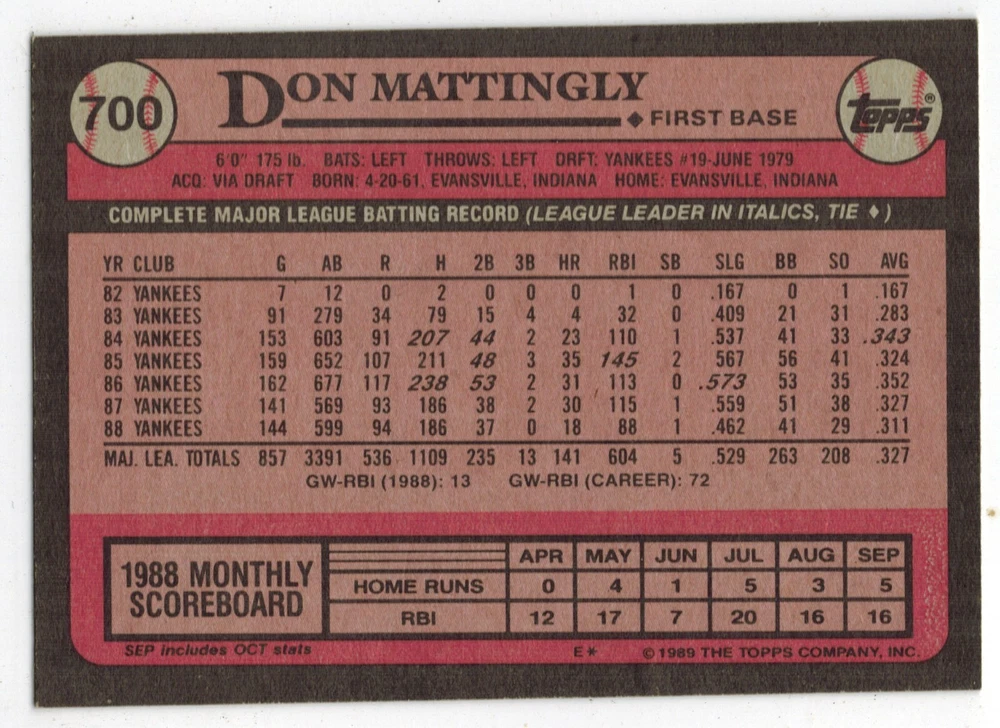 700
DON MATTINGLY
◆ FIRST BASE
Topps®
6'0" 175 lb. BATS: LEFT THROWS: LEFT DRFT: YANKEES #19-JUNE 1979
ACQ: VIA DRAFT BORN: 4-20-61, EVANSVILLE, INDIANA HOME: EVANSVILLE, INDIANA
COMPLETE MAJOR LEAGUE BATTING RECORD (LEAGUE LEADER IN ITALICS, TIE ♦ )
YR CLUB G AB R H 2B 3B HR RBI SB SLG BB SO AVG
82 YANKEES 7 12 0 2 0 0 0 1 0 .167 0 1 .167
83 YANKEES 91 279 34 79 15 4 4 32 0 .409 21 31 .283
84 YANKEES 153 603 91 207 44 2 23 110 1 .537 41 33 .343
85 YANKEES 159 652 107 211 48 3 35 145 2 567 56 41 .324
86 YANKEES 162 677 117 238 53 2 31 113 0 .573 53 35 .352
87 YANKEES 141 569 93 186 38 2 30 115 1 .559 51 38 .327
88 YANKEES 144 599 94 186 37 0 18 88 1 .462 41 29 .311
MAJ. LEA. TOTALS 857 3391 536 1109 235 13 141 604 5 .529 263 208 .327
GW-RBI (1988): 13 GW-RBI (CAREER): 72
1988 MONTHLY
SCOREBOARD
APR MAY JUN JUL AUG SEP
HOME RUNS 0 4 1 5 3 5
RBI 12 17 7 20 16 16
SEP includes OCT stats
E* © 1989 THE TOPPS COMPANY, INC.